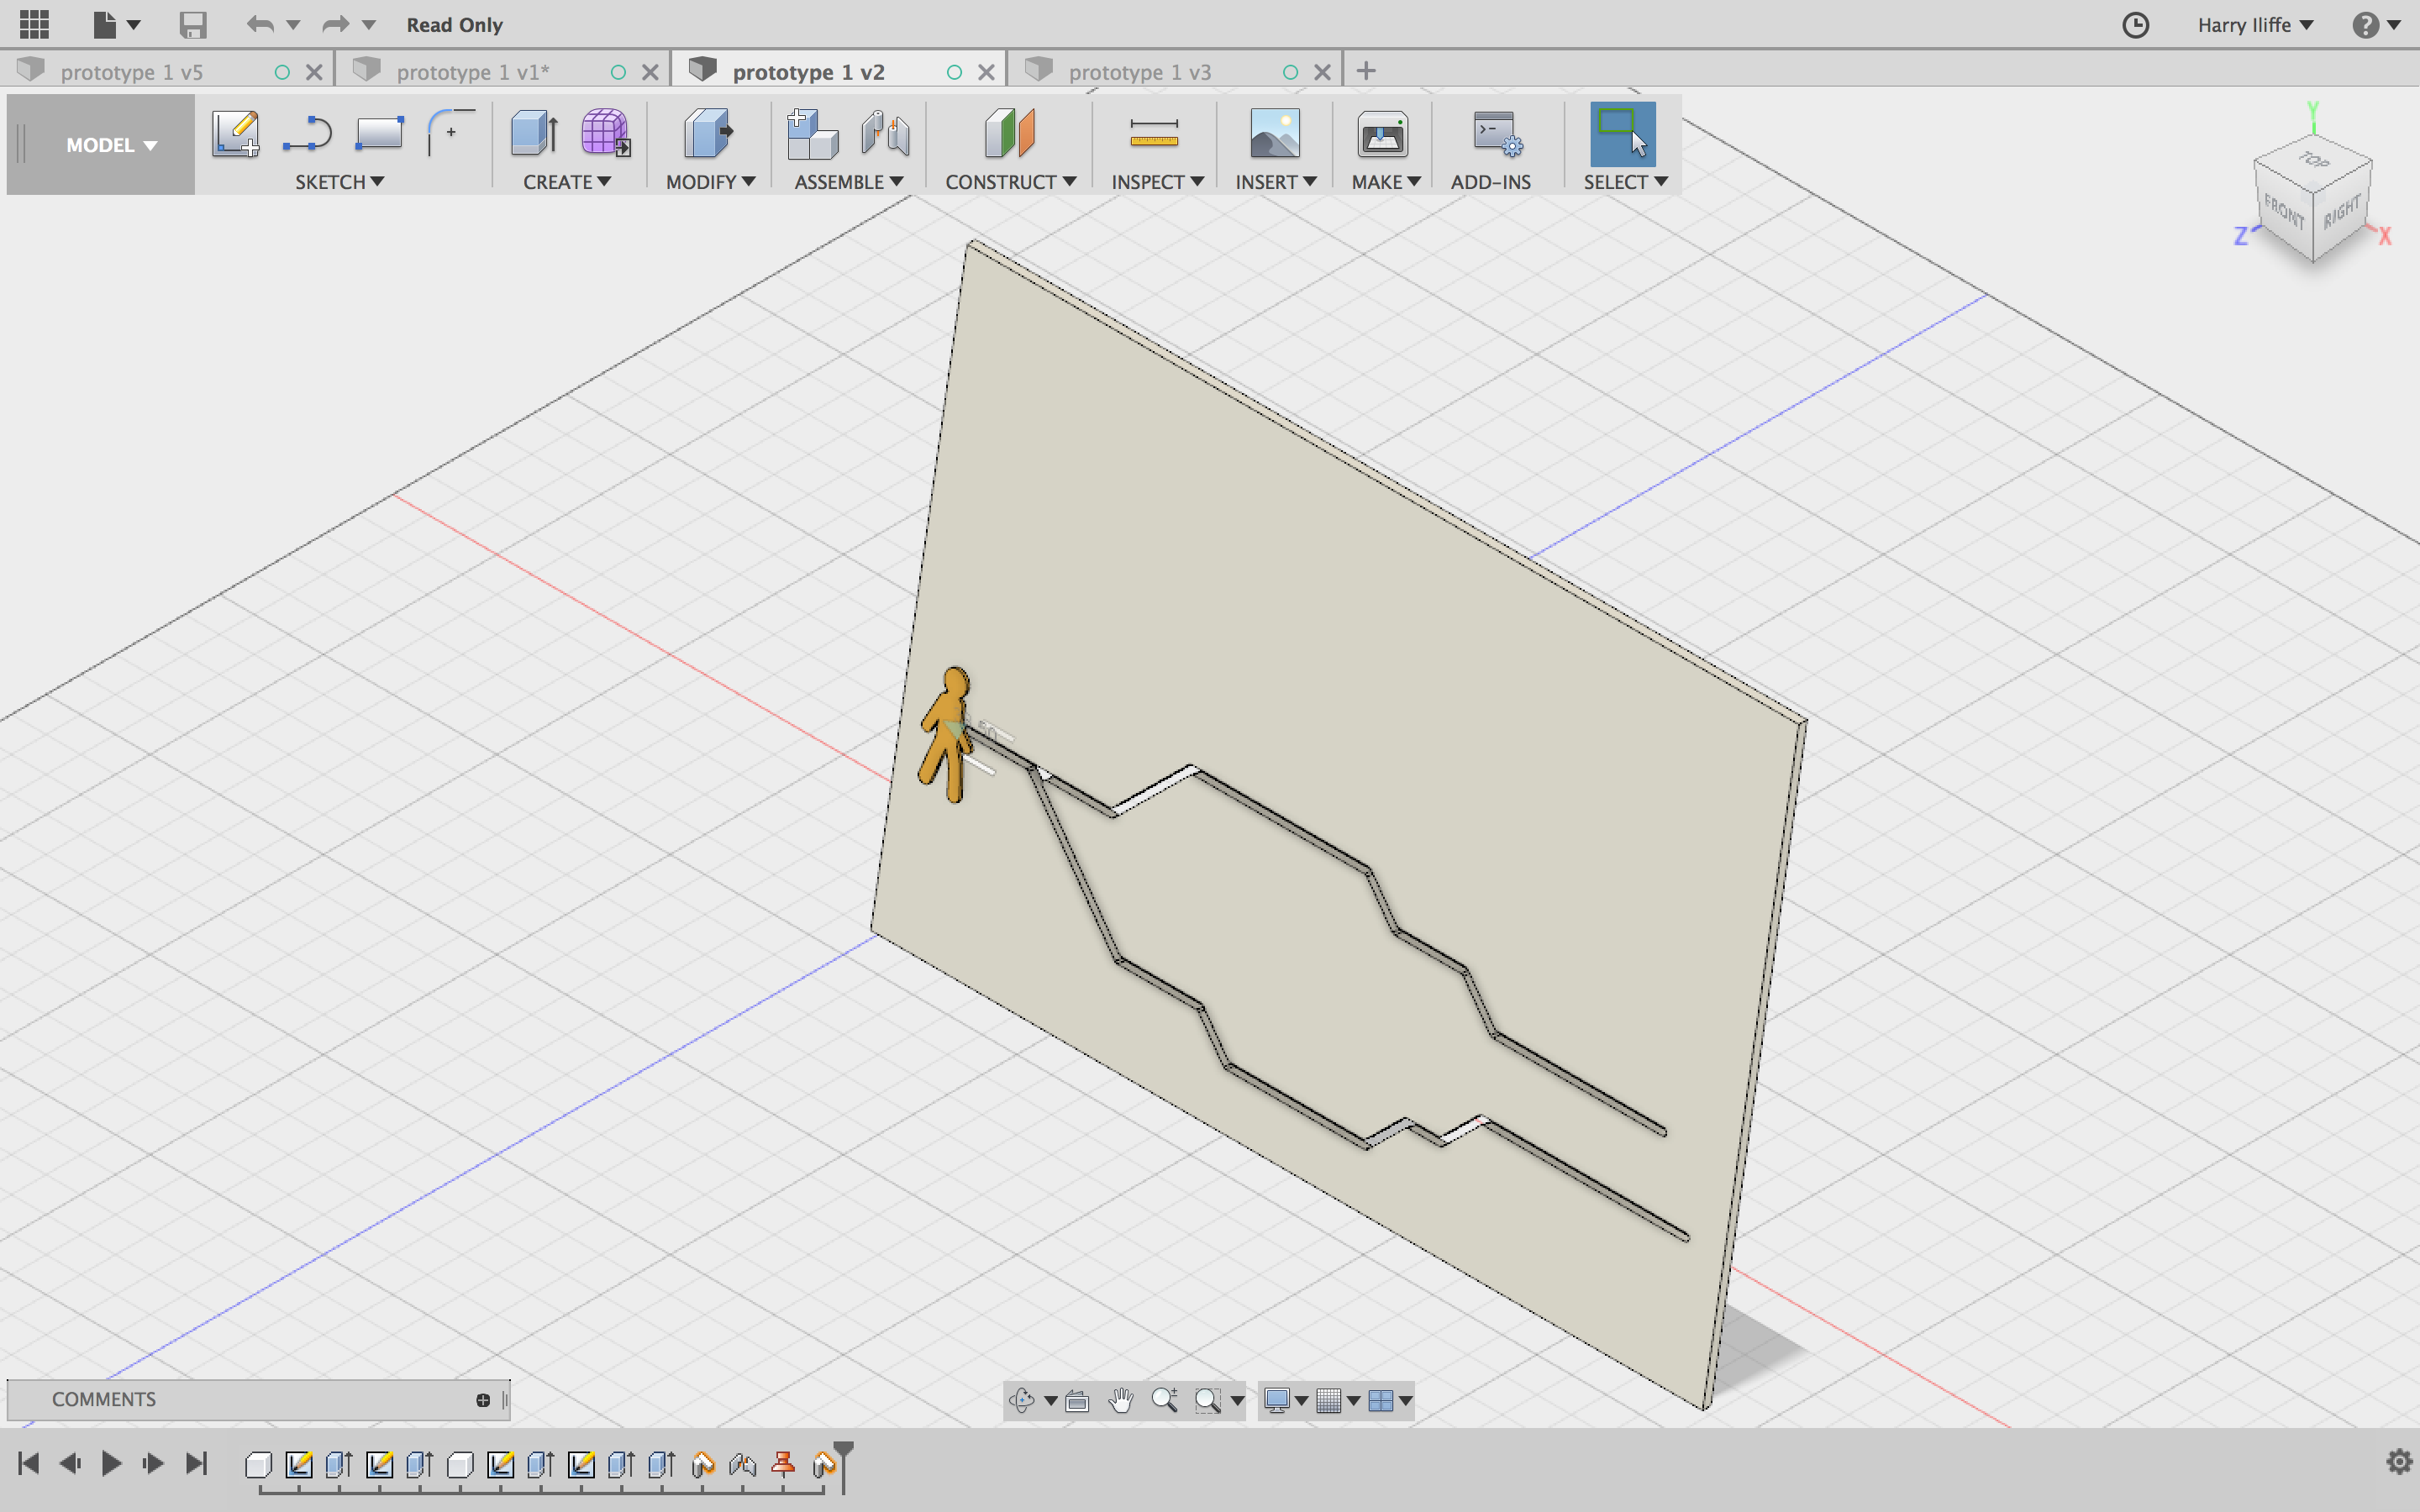 Read Only
Harry Iliffe
?
prototype 1 v5
prototype 1 v1*
prototype 1 v2
prototype 1 v3
MODEL
SKETCH
CREATE
MODIFY
ASSEMBLE
CONSTRUCT
INSPECT
INSERT
MAKE
ADD-INS
SELECT
Y
TOP
FRONT
RIGHT
Z
X
COMMENTS